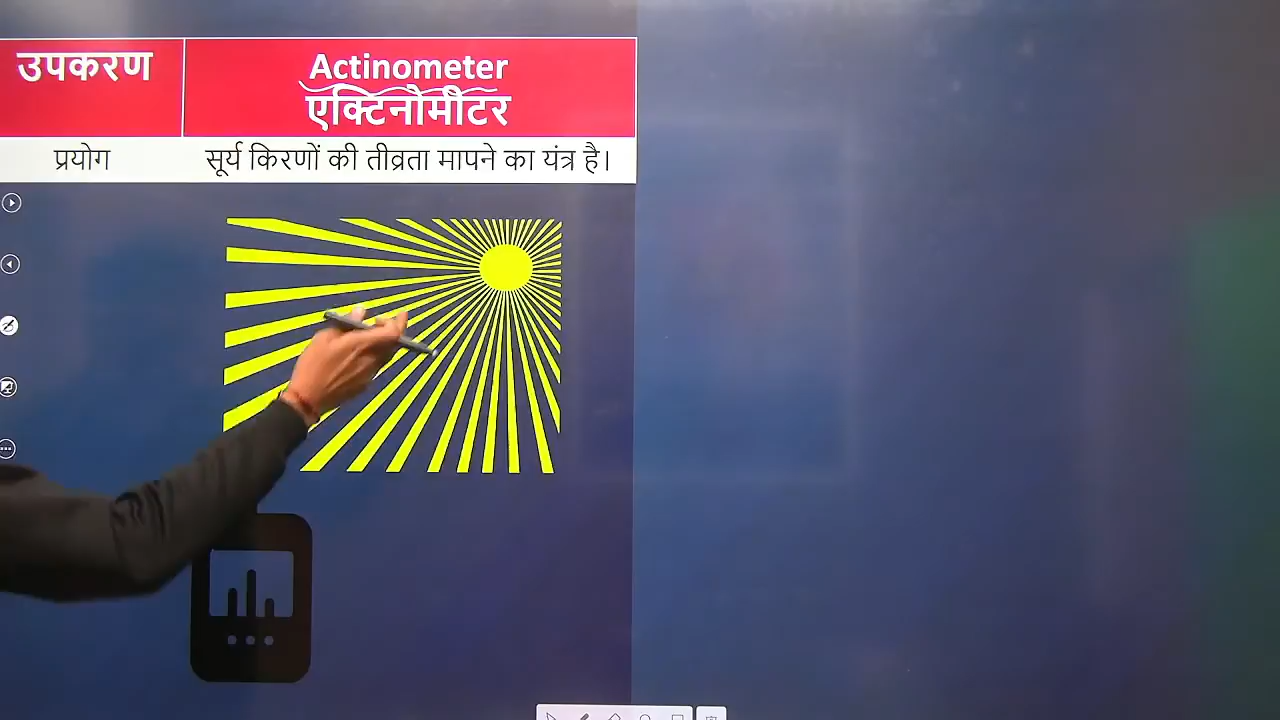 उपकरण
Actinometer
एक्टिनोमीटर
प्रयोग
सूर्य किरणों की तीव्रता मापने का यंत्र है।